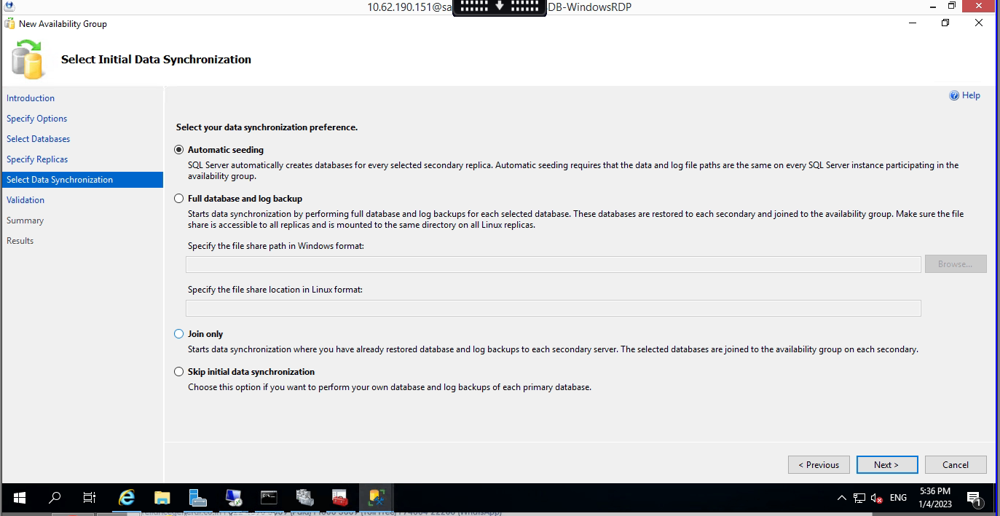 10.62.190.151@sa
DB-WindowsRDP
New Availability Group
Select Initial Data Synchronization
Introduction
Specify Options
Select Databases
Specify Replicas
Select Data Synchronization
Validation
Summary
Results
Help
Select your data synchronization preference.
Automatic seeding
SQL Server automatically creates databases for every selected secondary replica. Automatic seeding requires that the data and log file paths are the same on every SQL Server instance participating in the
availability group.
Full database and log backup
Starts data synchronization by performing full database and log backups for each selected database. These databases are restored to each secondary and joined to the availability group. Make sure the file
share is accessible to all replicas and is mounted to the same directory on all Linux replicas.
Specify the file share path in Windows format:
Browse...
Specify the file share location in Linux format:
Join only
Starts data synchronization where you have already restored database and log backups to each secondary server. The selected databases are joined to the availability group on each secondary.
Skip initial data synchronization
Choose this option if you want to perform your own database and log backups of each primary database.
< Previous
Next >
Cancel
ENG
5:36 PM
1/4/2023
1